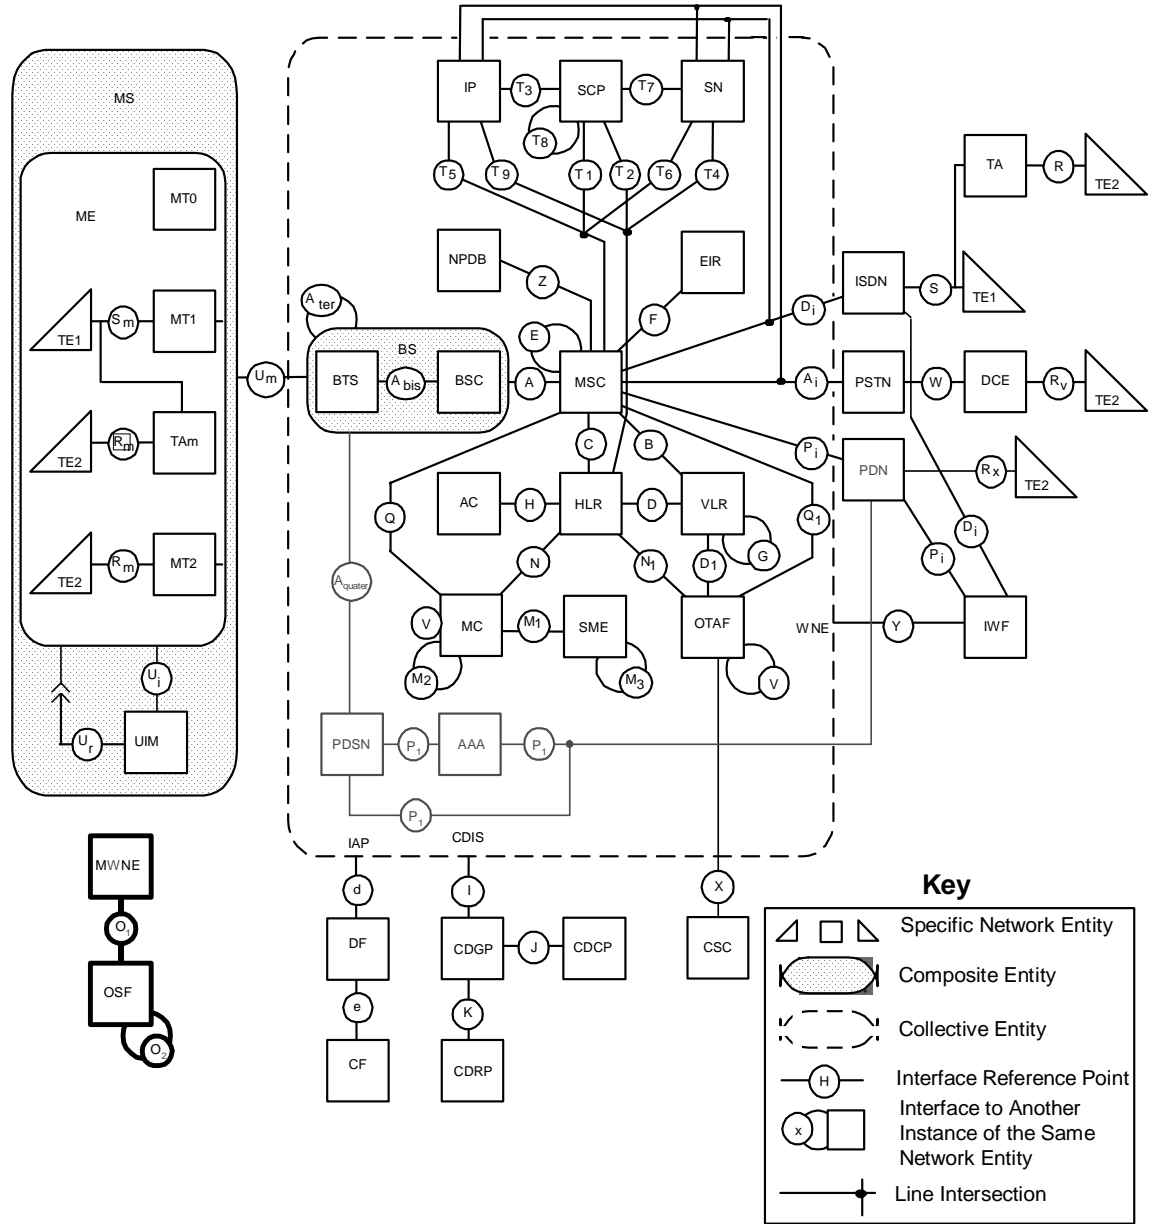 IP
T3
SCP
T7
SN
MS
T8
TA
R
TE2
T5
T9
T1
T2
T6
T4
MT0
ME
NPDB
Z
EIR
ISDN
S
TE1
A ter
Di
F
TE1
Sm
MT1
E
BS
Um
BTS
A bis
BSC
A
MSC
Ai
PSTN
W
DCE
Rv
TE2
TE2
Rm
TAm
C
B
Pi
PDN
Rx
TE2
AC
H
HLR
D
VLR
Q
Q1
Di
G
TE2
Rm
MT2
N
N1
D1
Pi
Aquater
V
MC
M1
SME
OTAF
WNE
Y
IWF
M2
M3
V
Ui
Ur
UIM
PDSN
P1
AAA
P1
P1
IAP
CDIS
MWNE
O1
OSF
O2
d
I
X
DF
CDGP
J
CDCP
CSC
e
K
CF
CDRP
Key
Specific Network Entity
Composite Entity
Collective Entity
H
Interface Reference Point
x
Interface to Another
Instance of the Same
Network Entity
Line Intersection